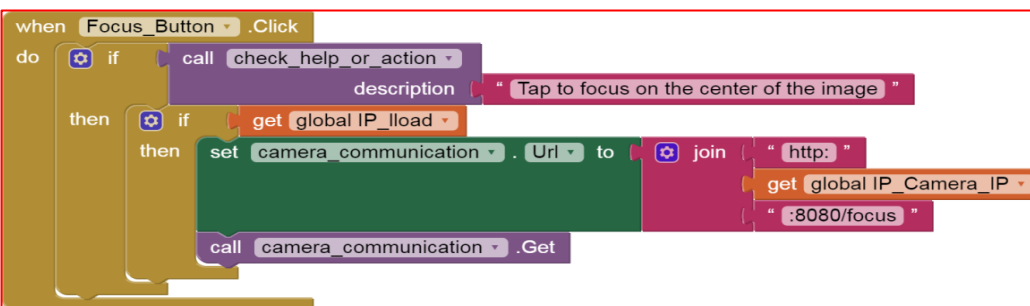 when Focus_Button .Click
do if call check_help_or_action
description " Tap to focus on the center of the image "
then if get global IP_lload
then set camera_communication . Url to join " http: "
get global IP_Camera_IP
" :8080/focus "
call camera_communication .Get